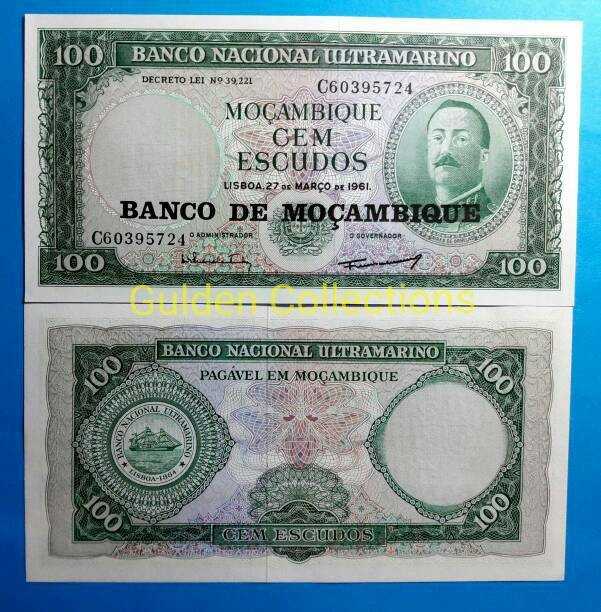 100 BANCO NACIONAL ULTRAMARINO 100
DECRETO LEI Nº 39,221 C60395724
MOÇAMBIQUE
CEM
ESCUDOS
LISBOA, 27 DE MARÇO DE 1961.
BANCO DE MOÇAMBIQUE
C60395724 O ADMINISTRADOR O GOVERNADOR
100 100
Gulden Collections
BANCO NACIONAL ULTRAMARINO
100 PAGÁVEL EM MOÇAMBIQUE 100
BANCO NACIONAL ULTRAMARINO
LISBOA-1864
100 100
CEM ESCUDOS